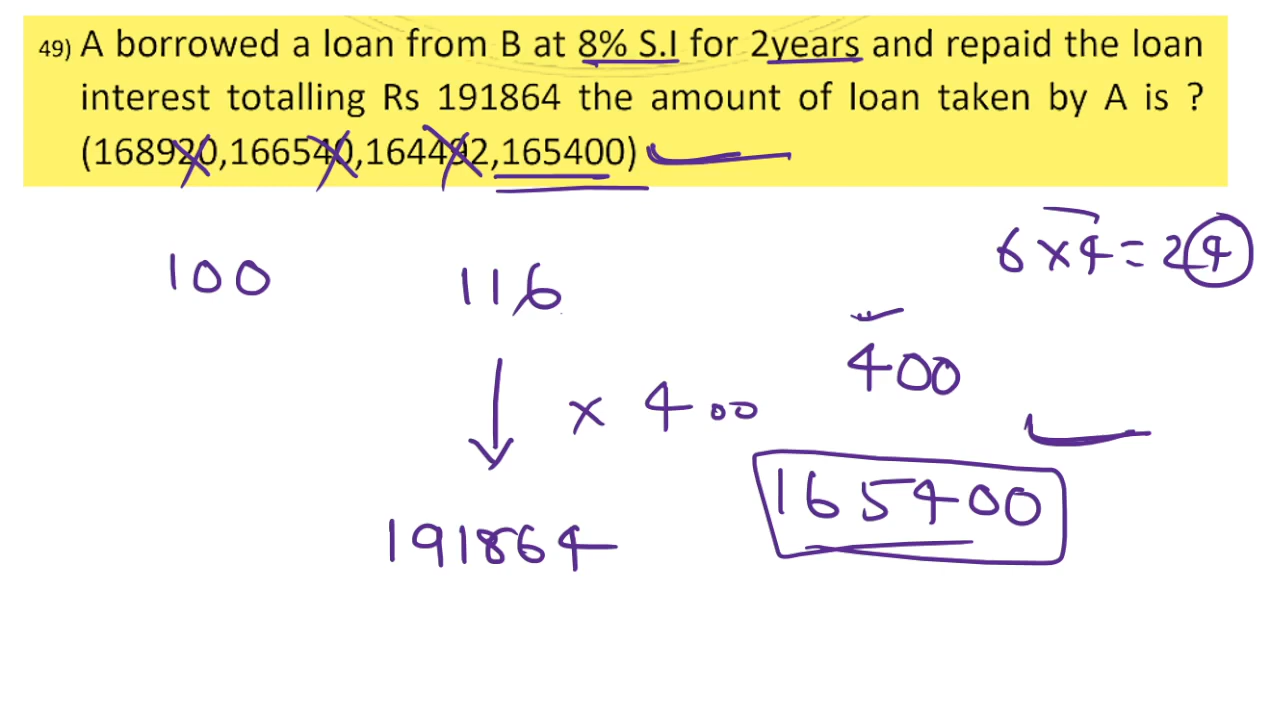 49) A borrowed a loan from B at 8% S.I for 2years and repaid the loan
interest totalling Rs 191864 the amount of loan taken by A is ?
(168920,166540,164492,165400)
6 x 4 = 24
100 116
400
x 400
165400
191864